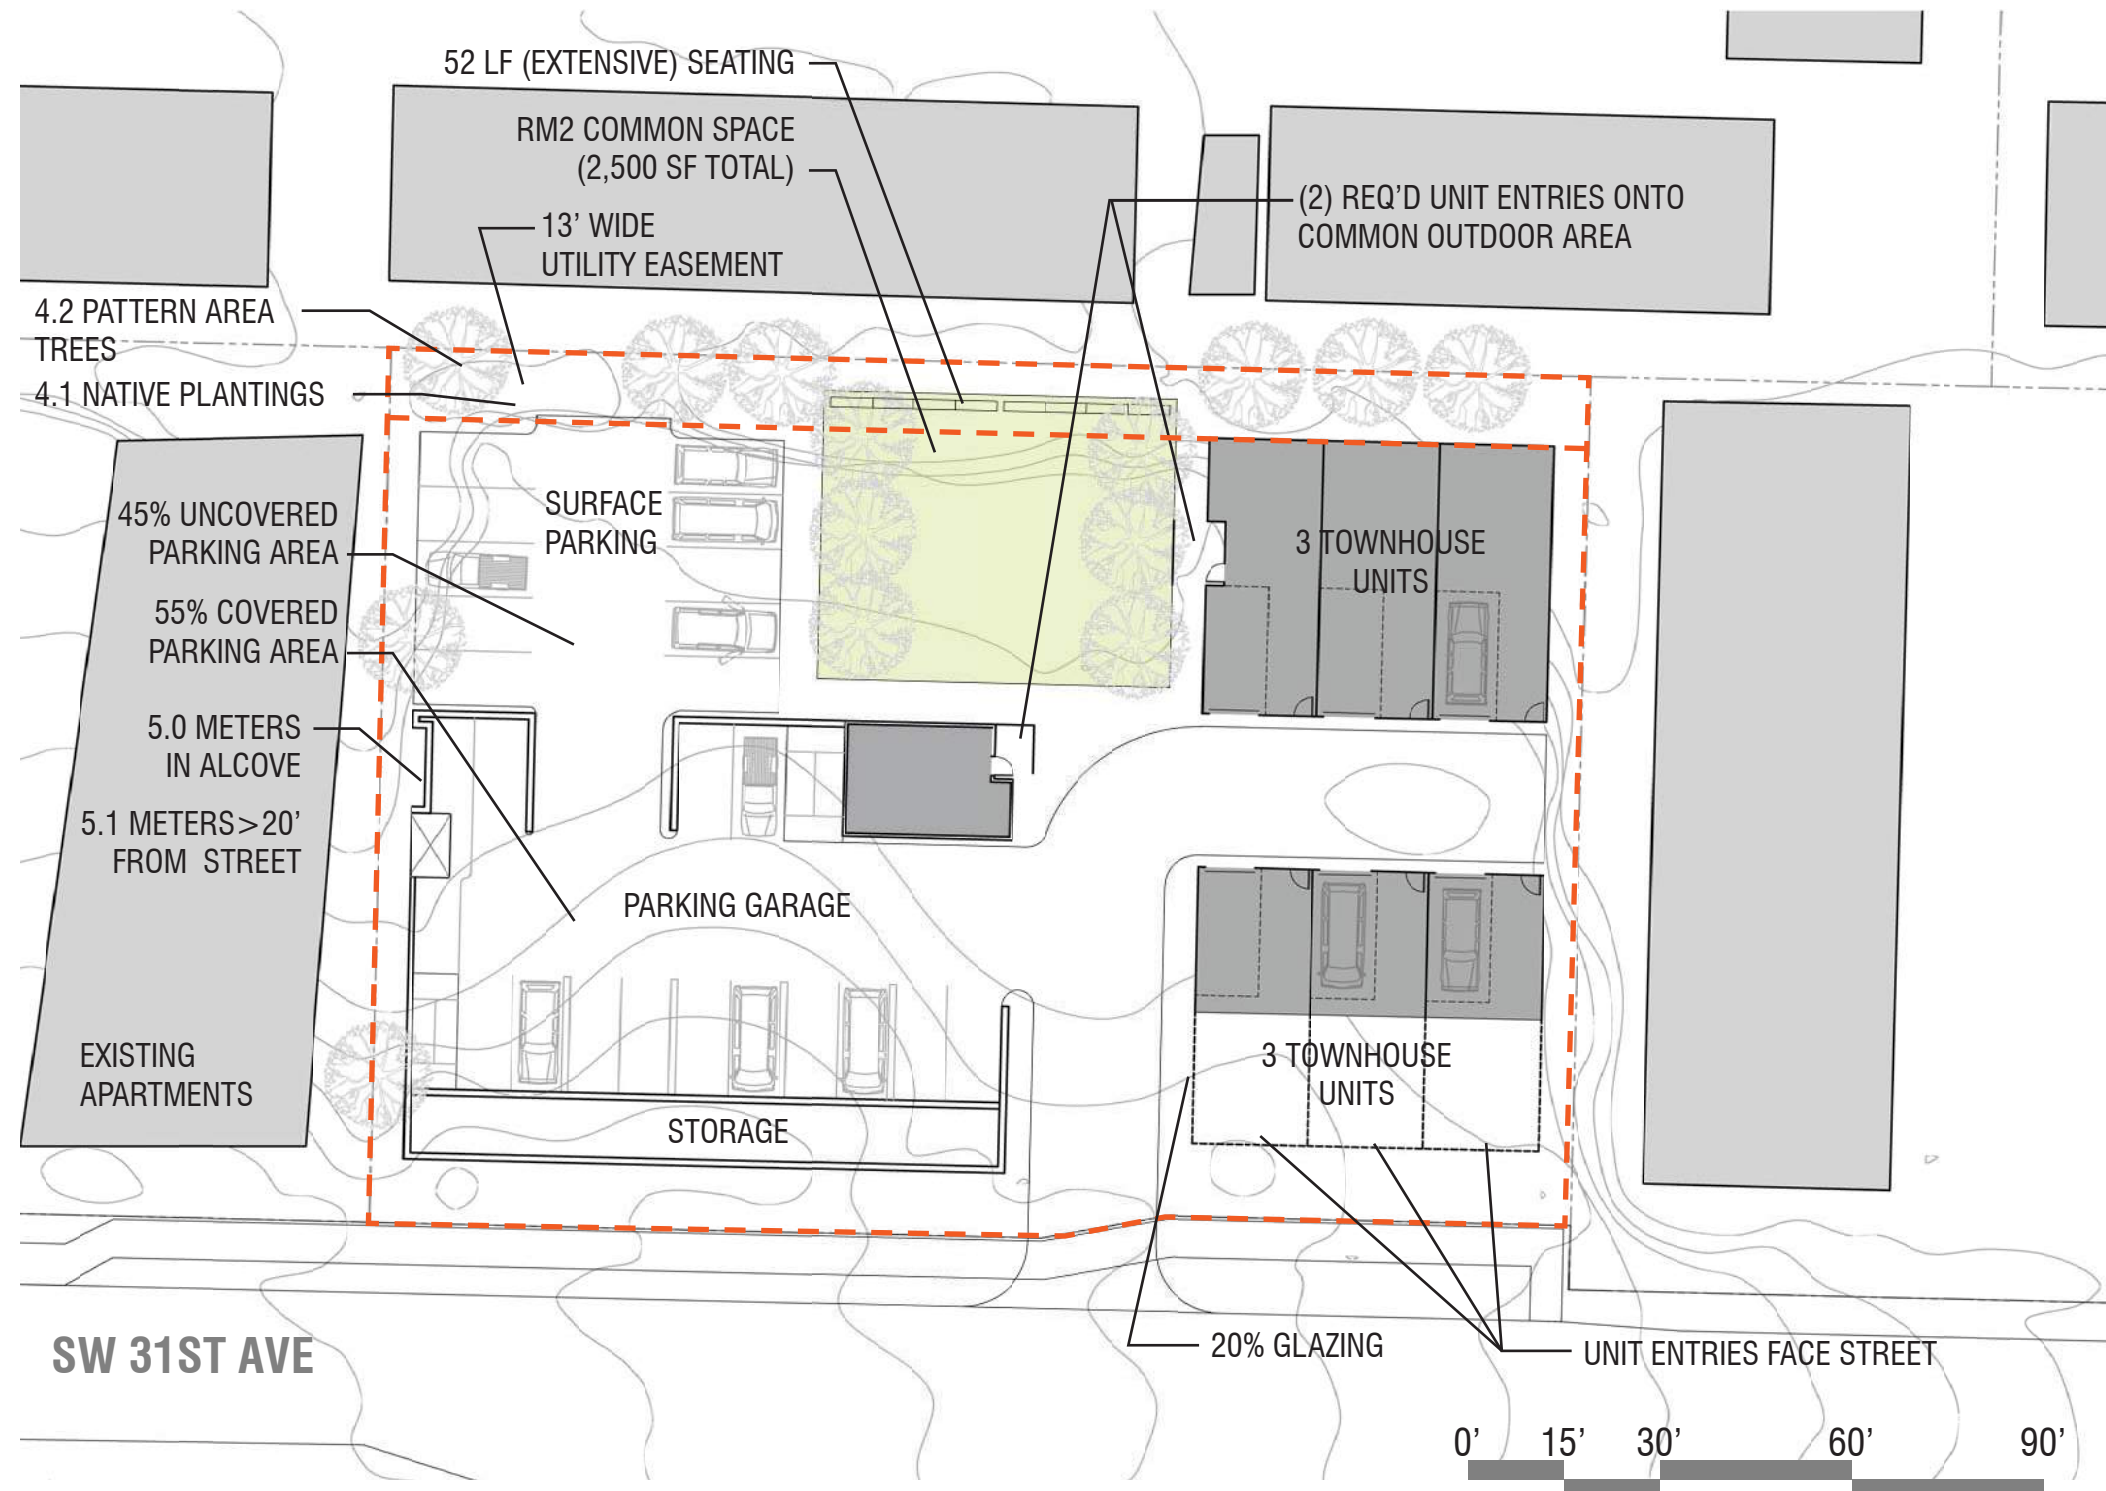 52 LF (EXTENSIVE) SEATING
RM2 COMMON SPACE
(2,500 SF TOTAL)
13’ WIDE
UTILITY EASEMENT
(2) REQ’D UNIT ENTRIES ONTO
COMMON OUTDOOR AREA
4.2 PATTERN AREA
TREES
4.1 NATIVE PLANTINGS
45% UNCOVERED
PARKING AREA
SURFACE
PARKING
3 TOWNHOUSE
UNITS
55% COVERED
PARKING AREA
5.0 METERS
IN ALCOVE
5.1 METERS>20’
FROM STREET
PARKING GARAGE
EXISTING
APARTMENTS
3 TOWNHOUSE
UNITS
STORAGE
SW 31ST AVE
20% GLAZING
UNIT ENTRIES FACE STREET
0’ 15’ 30’ 60’ 90’